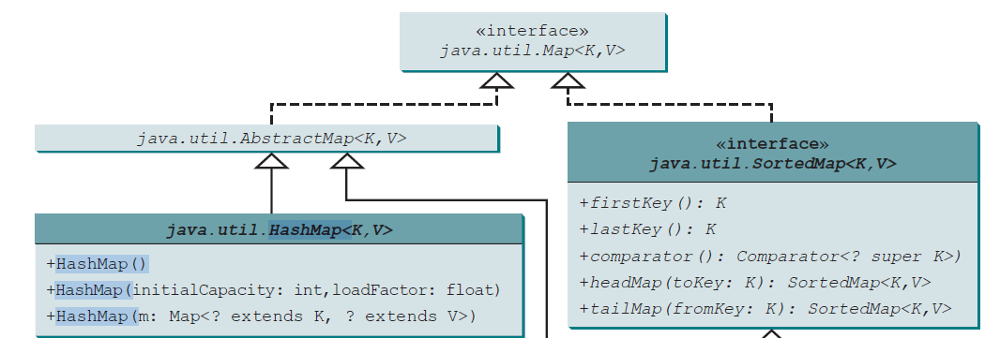 «interface»
java.util.Map<K,V>
java.util.AbstractMap<K,V>
«interface»
java.util.SortedMap<K,V>
+firstKey(): K
+lastKey(): K
+comparator(): Comparator<? super K>)
+headMap(toKey: K): SortedMap<K,V>
+tailMap(fromKey: K): SortedMap<K,V>
java.util.HashMap<K,V>
+HashMap()
+HashMap(initialCapacity: int,loadFactor: float)
+HashMap(m: Map<? extends K, ? extends V>)